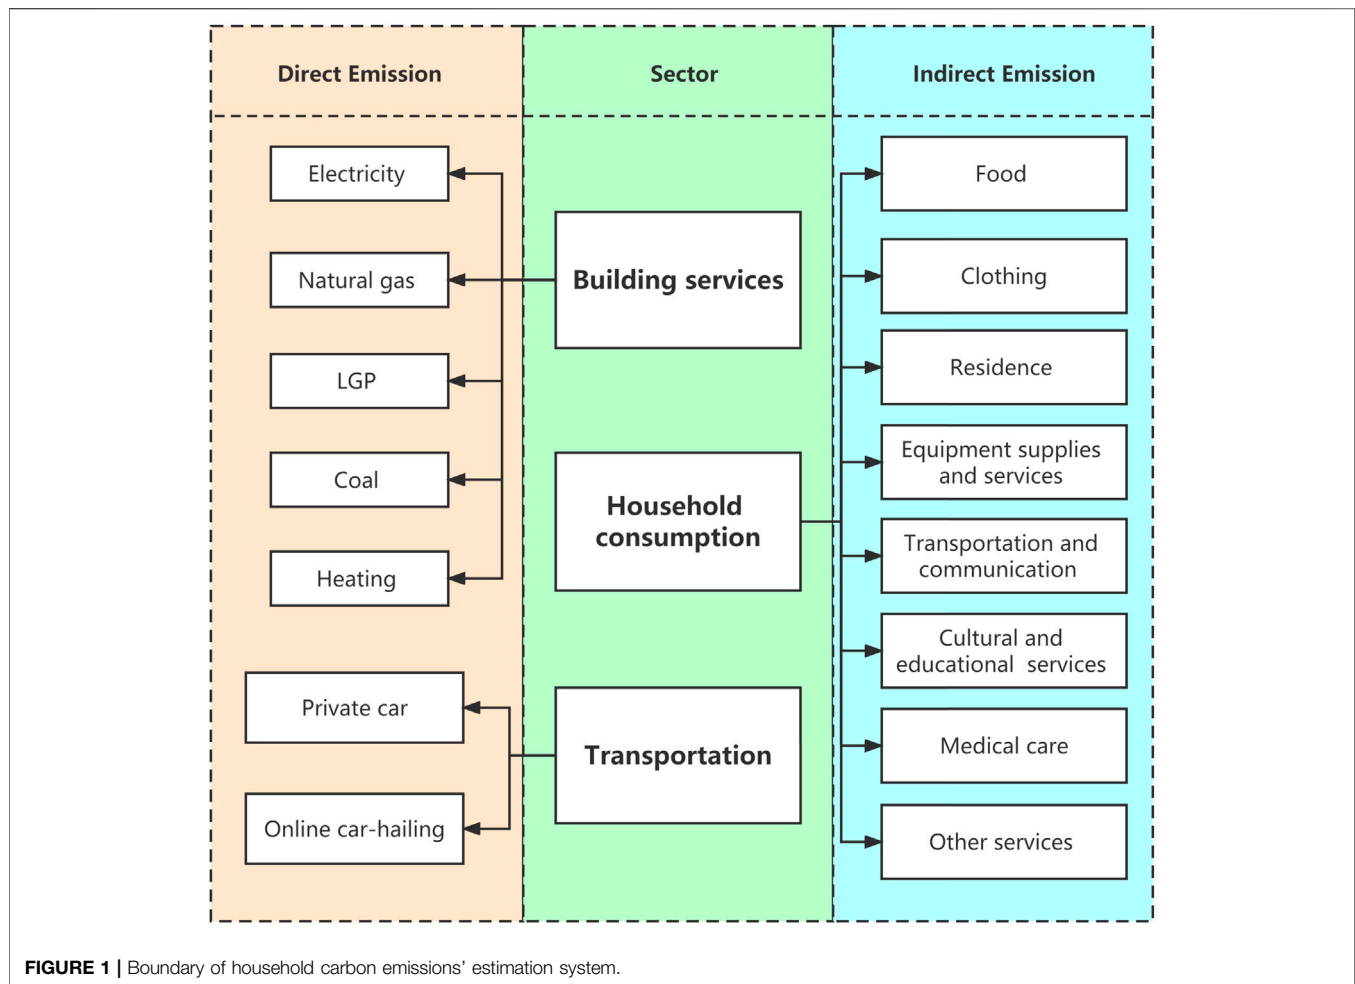 Direct Emission
Sector
Indirect Emission
Electricity
Natural gas
LGP
Coal
Heating
Private car
Online car-hailing
Building services
Household
consumption
Transportation
Food
Clothing
Residence
Equipment supplies
and services
Transportation and
communication
Cultural and
educational services
Medical care
Other services
FIGURE 1 | Boundary of household carbon emissions’ estimation system.